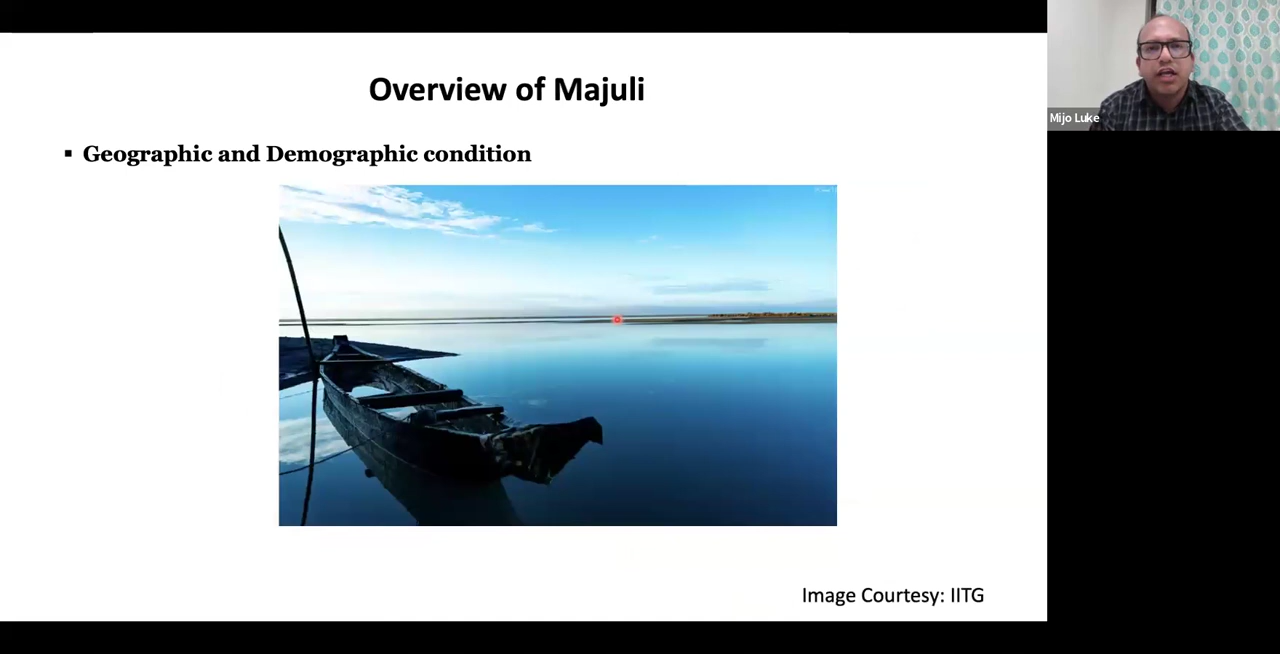 Overview of Majuli
▪ Geographic and Demographic condition
Image Courtesy: IITG
Mijo Luke